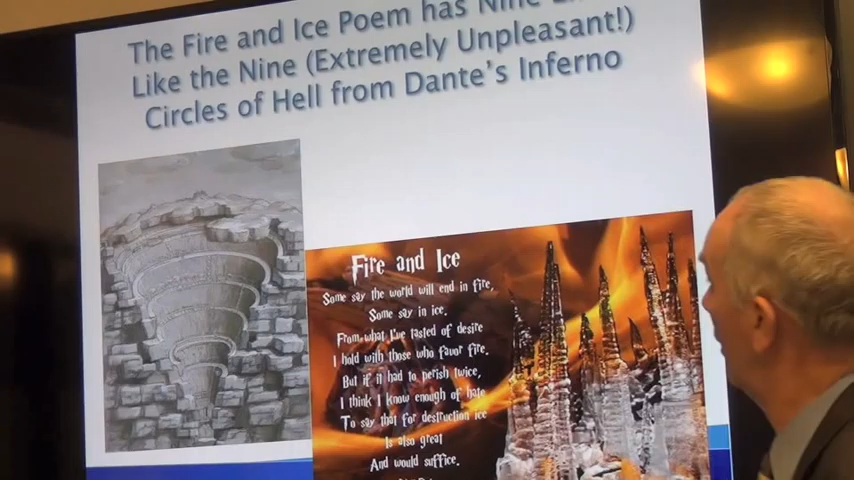 The Fire and Ice Poem has Nine
Like the Nine (Extremely Unpleasant!)
Circles of Hell from Dante's Inferno
Fire and Ice
Some say the world will end in fire,
Some say in ice.
From what I've tasted of desire
I hold with those who favor fire.
But if it had to perish twice,
I think I know enough of hate
To say that for destruction ice
Is also great
And would suffice.